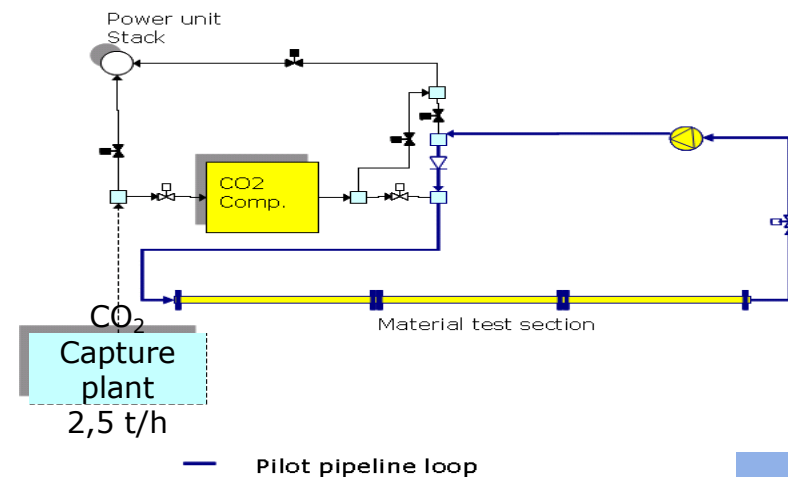 Power unit
Stack
CO2
Comp.
Material test section
CO₂
Capture
plant
2,5 t/h
Pilot pipeline loop